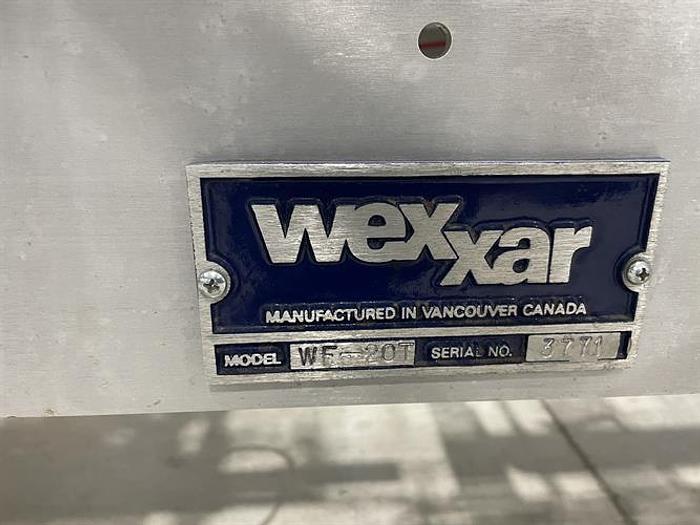 wexxar
MANUFACTURED IN VANCOUVER CANADA
MODEL WF-20T SERIAL NO. 3771